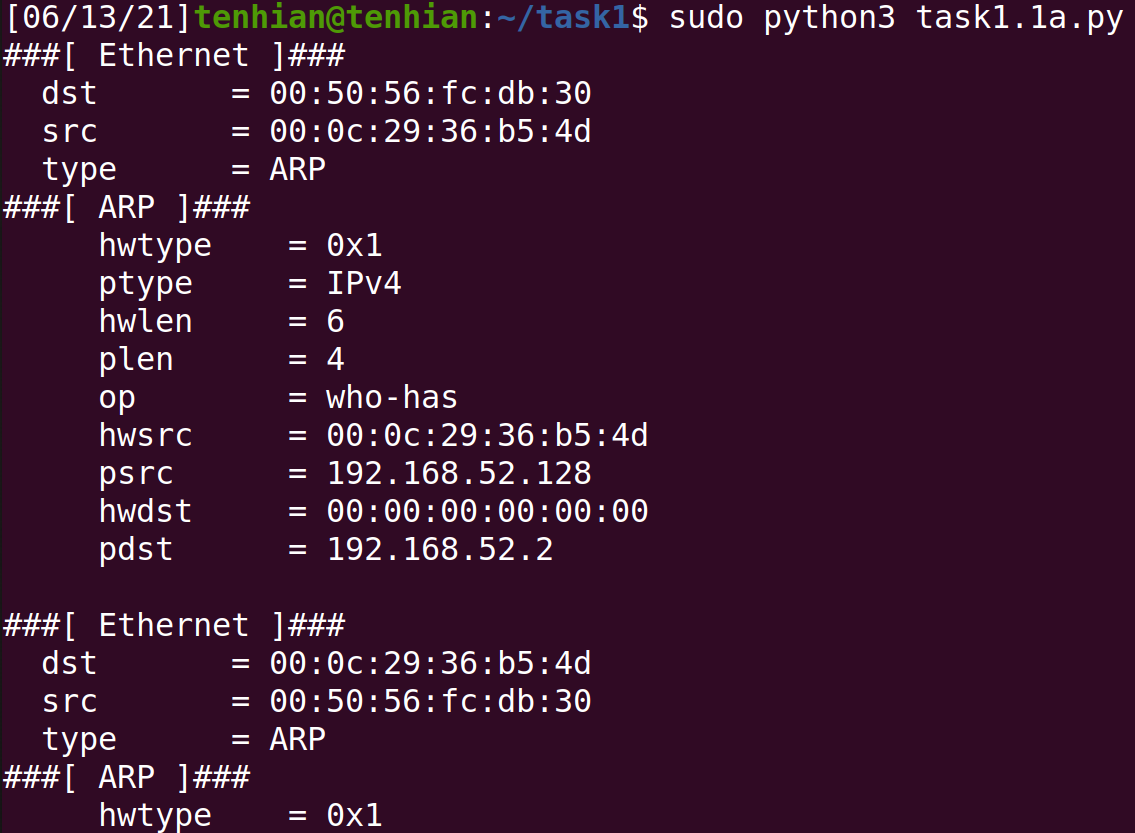 [06/13/21]tenhian@tenhian:~/task1$ sudo python3 task1.1a.py
###[ Ethernet ]###
  dst       = 00:50:56:fc:db:30
  src       = 00:0c:29:36:b5:4d
  type      = ARP
###[ ARP ]###
     hwtype    = 0x1
     ptype     = IPv4
     hwlen     = 6
     plen      = 4
     op        = who-has
     hwsrc     = 00:0c:29:36:b5:4d
     psrc      = 192.168.52.128
     hwdst     = 00:00:00:00:00:00
     pdst      = 192.168.52.2

###[ Ethernet ]###
  dst       = 00:0c:29:36:b5:4d
  src       = 00:50:56:fc:db:30
  type      = ARP
###[ ARP ]###
     hwtype    = 0x1